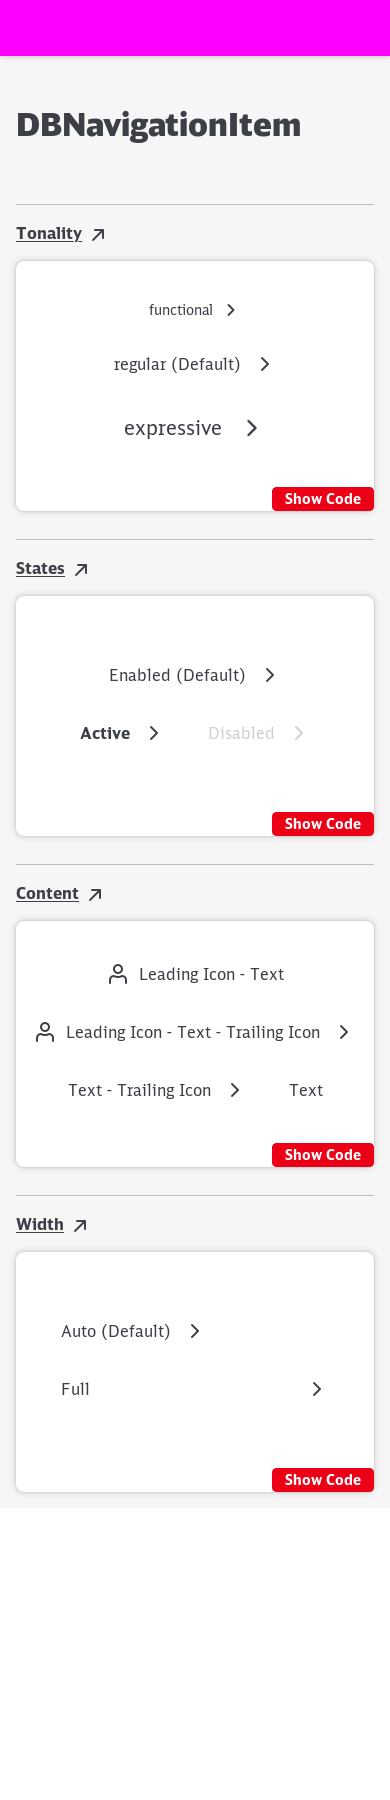 DBNavigationItem
Tonality
functional
regular (Default)
expressive
Show Code
States
Enabled (Default)
Active Disabled
Show Code
Content
Leading Icon - Text
Leading Icon - Text - Trailing Icon
Text - Trailing Icon Text
Show Code
Width
Auto (Default)
Full
Show Code